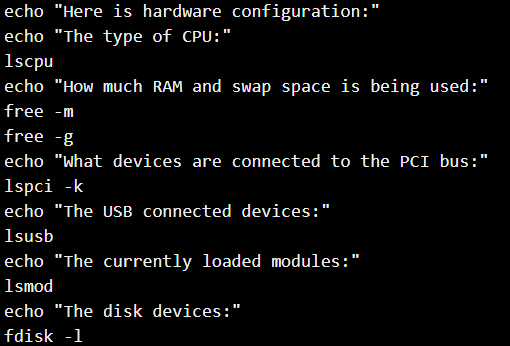 echo "Here is hardware configuration:"
echo "The type of CPU:"
lscpu
echo "How much RAM and swap space is being used:"
free -m
free -g
echo "What devices are connected to the PCI bus:"
lspci -k
echo "The USB connected devices:"
lsusb
echo "The currently loaded modules:"
lsmod
echo "The disk devices:"
fdisk -l